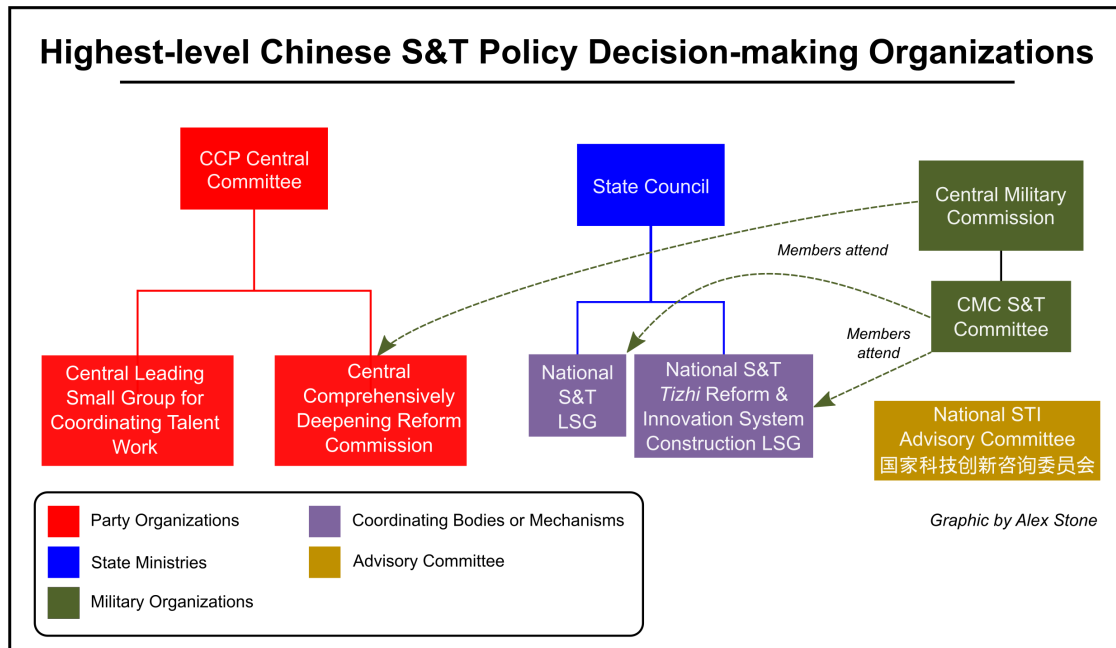 Highest-level Chinese S&T Policy Decision-making Organizations
CCP Central
Committee
State Council
Central Military
Commission
Members attend
CMC S&T
Committee
Members
attend
Central Leading
Small Group for
Coordinating Talent
Work
Central
Comprehensively
Deepening Reform
Commission
National
S&T
LSG
National S&T
Tizhi Reform &
Innovation System
Construction LSG
National STI
Advisory Committee
国家科技创新咨询委员会
Party Organizations
State Ministries
Military Organizations
Coordinating Bodies or Mechanisms
Advisory Committee
Graphic by Alex Stone